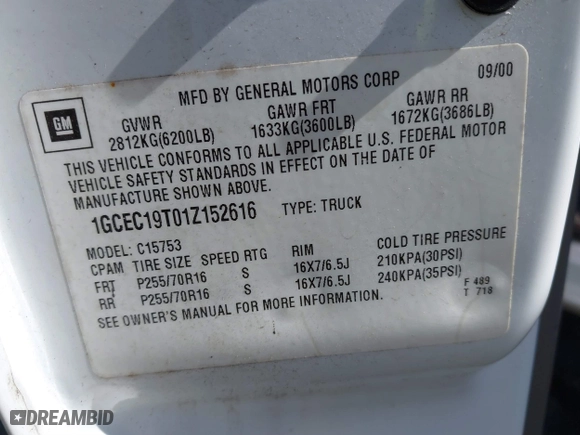 MFD BY GENERAL MOTORS CORP 09/00
GM
GVWR GAWR FRT GAWR RR
2812KG(6200LB) 1633KG(3600LB) 1672KG(3686LB)
THIS VEHICLE CONFORMS TO ALL APPLICABLE U.S. FEDERAL MOTOR
VEHICLE SAFETY STANDARDS IN EFFECT ON THE DATE OF
MANUFACTURE SHOWN ABOVE.
1GCEC19T01Z152616 TYPE: TRUCK
MODEL: C15753
CPAM TIRE SIZE SPEED RTG RIM COLD TIRE PRESSURE
FRT P255/70R16 S 16X7/6.5J 210KPA(30PSI)
RR P255/70R16 S 16X7/6.5J 240KPA(35PSI)
SEE OWNER'S MANUAL FOR MORE INFORMATION.
F 489
T 718
DREAMBID